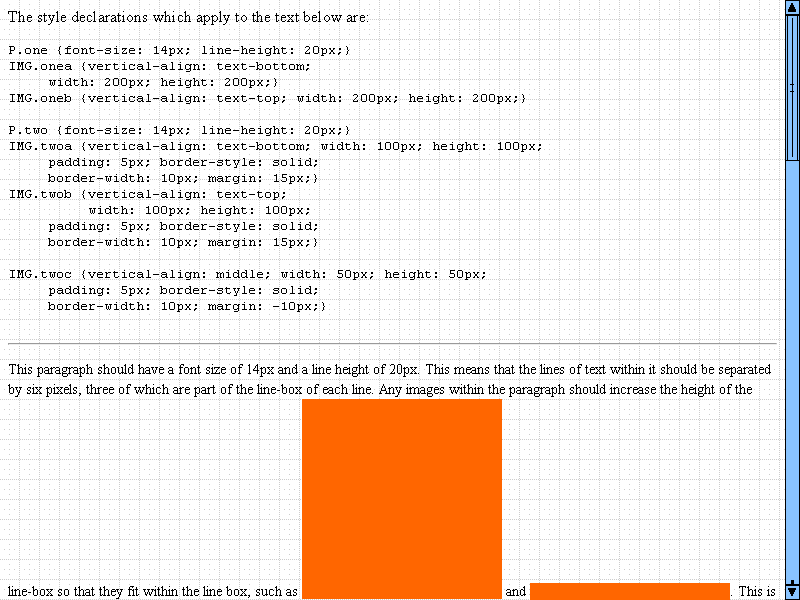 The style declarations which apply to the text below are:
P.one {font-size: 14px; line-height: 20px;}
IMG.onea {vertical-align: text-bottom;
width: 200px; height: 200px;}
IMG.oneb {vertical-align: text-top; width: 200px; height: 200px;}
P.two {font-size: 14px; line-height: 20px;}
IMG.twoa {vertical-align: text-bottom; width: 100px; height: 100px;
padding: 5px; border-style: solid;
border-width: 10px; margin: 15px;}
IMG.twob {vertical-align: text-top;
width: 100px; height: 100px;
padding: 5px; border-style: solid;
border-width: 10px; margin: 15px;}
IMG.twoc {vertical-align: middle; width: 50px; height: 50px;
padding: 5px; border-style: solid;
border-width: 10px; margin: -10px;}
This paragraph should have a font size of 14px and a line height of 20px. This means that the lines of text within it should be separated
by six pixels, three of which are part of the line-box of each line. Any images within the paragraph should increase the height of the
line-box so that they fit within the line box, such as and . This is